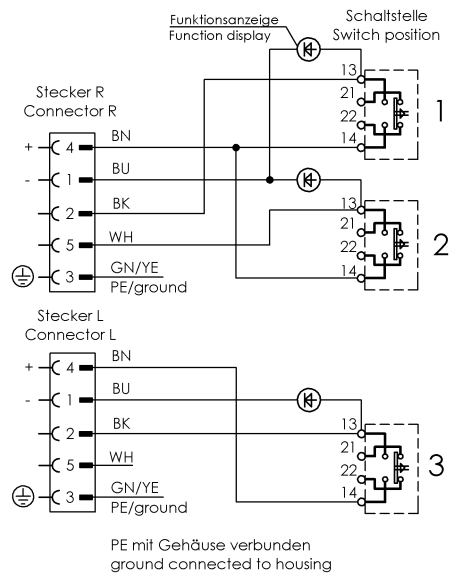 Funktionsanzeige
Function display
Schaltstelle
Switch position
Stecker R
Connector R
+ 4 BN
- 1 BU
2 BK
5 WH
3 GN/YE
PE/ground
13
21
22
14
1
13
21
22
14
2
Stecker L
Connector L
+ 4 BN
- 1 BU
2 BK
5 WH
3 GN/YE
PE/ground
13
21
22
14
3
PE mit Gehäuse verbunden
ground connected to housing